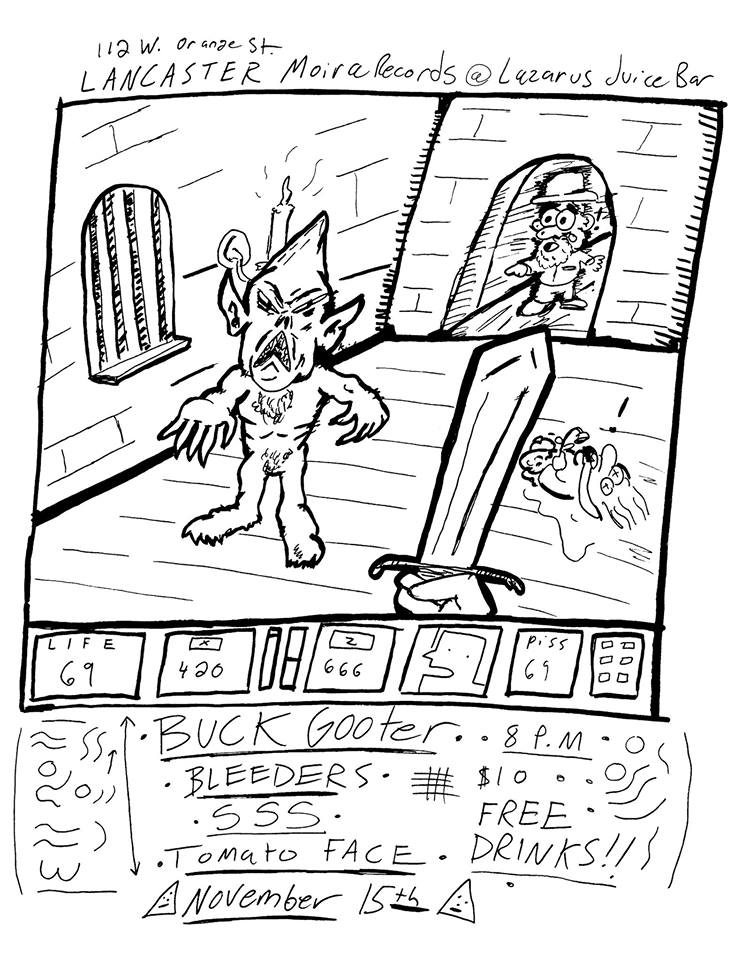 112 W. Orange St.
LANCASTER Moira Records @ Lazarus Juice Bar
!
LIFE
69
X
420
Z
666
Piss
69
BUCK GOOTER
8 P.M
BLEEDERS
$10
SSS
FREE
TOMATO FACE
DRINKS!!
November 15th